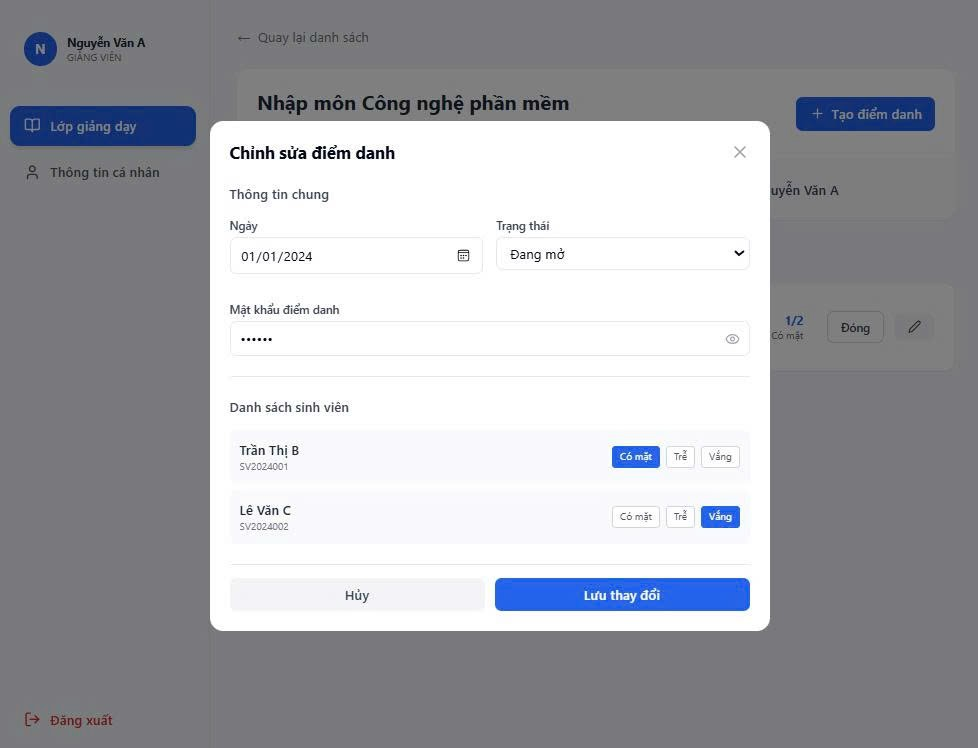 N
Nguyễn Văn A
GIẢNG VIÊN
Lớp giảng dạy
Thông tin cá nhân
Đăng xuất
← Quay lại danh sách
Nhập môn Công nghệ phần mềm
+ Tạo điểm danh
uyễn Văn A
1/2
Có mặt
Đóng
Chỉnh sửa điểm danh
Thông tin chung
Ngày
Trạng thái
01/01/2024
Đang mở
Mật khẩu điểm danh
••••••
Danh sách sinh viên
Trần Thị B
SV2024001
Có mặt Trễ Vắng
Lê Văn C
SV2024002
Có mặt Trễ Vắng
Hủy
Lưu thay đổi